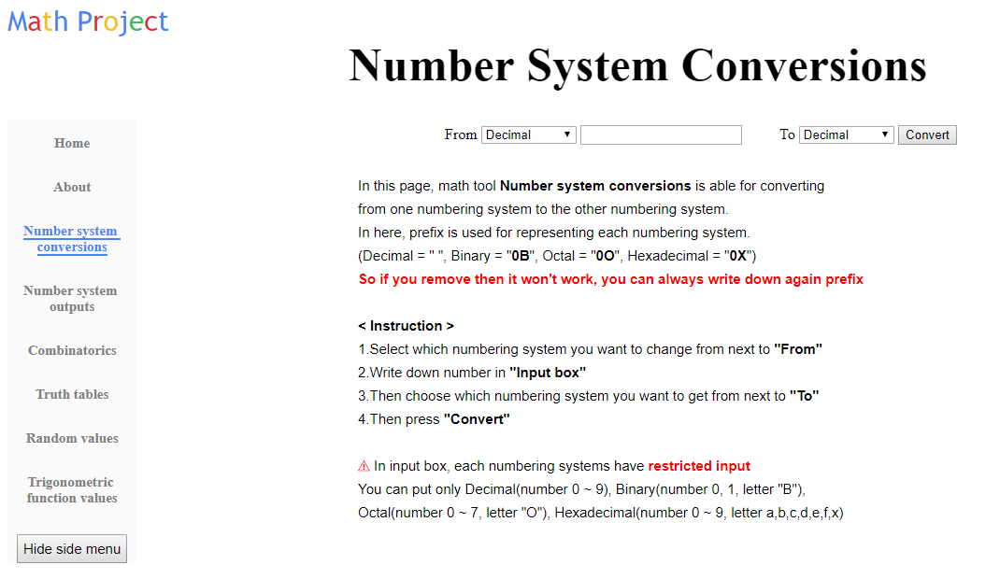 Math Project
Number System Conversions
From Decimal To Decimal Convert
Home
About
Number system
conversions
Number system
outputs
Combinatorics
Truth tables
Random values
Trigonometric
function values
Hide side menu
In this page, math tool Number system conversions is able for converting
from one numbering system to the other numbering system.
In here, prefix is used for representing each numbering system.
(Decimal = " ", Binary = "0B", Octal = "0O", Hexadecimal = "0X")
So if you remove then it won't work, you can always write down again prefix
< Instruction >
1.Select which numbering system you want to change from next to "From"
2.Write down number in "Input box"
3.Then choose which numbering system you want to get from next to "To"
4.Then press "Convert"
⚠ In input box, each numbering systems have restricted input
You can put only Decimal(number 0 ~ 9), Binary(number 0, 1, letter "B"),
Octal(number 0 ~ 7, letter "O"), Hexadecimal(number 0 ~ 9, letter a,b,c,d,e,f,x)